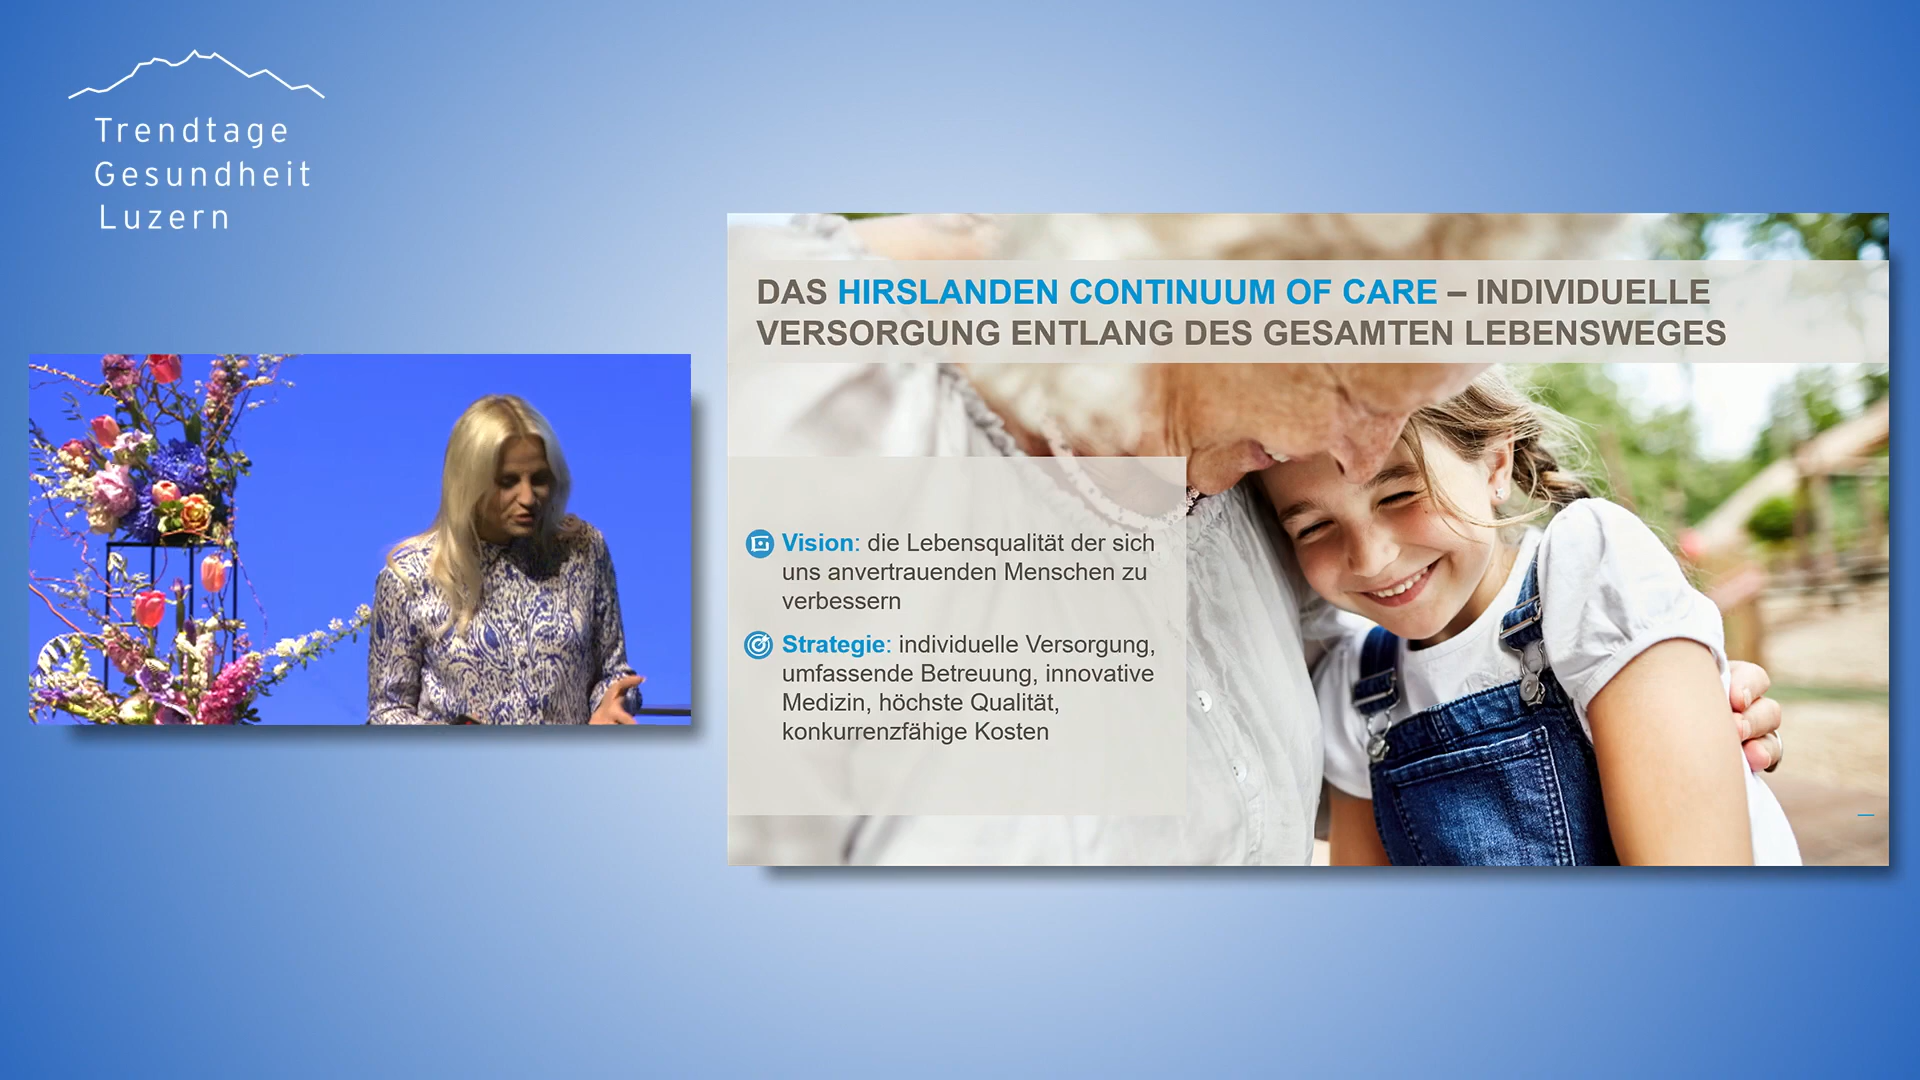 Trendtage
Gesundheit
Luzern
DAS HIRSLANDEN CONTINUUM OF CARE – INDIVIDUELLE
VERSORGUNG ENTLANG DES GESAMTEN LEBENSWEGES
Vision: die Lebensqualität der sich
uns anvertrauenden Menschen zu
verbessern
Strategie: individuelle Versorgung,
umfassende Betreuung, innovative
Medizin, höchste Qualität,
konkurrenzfähige Kosten